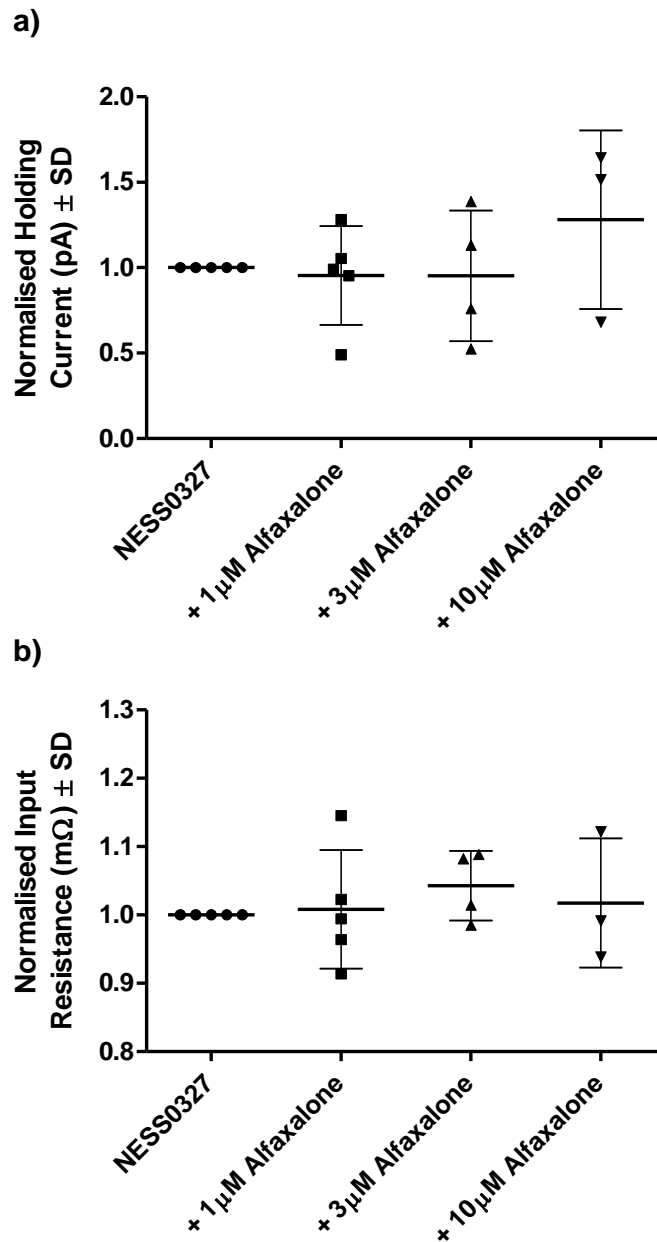 a)
Normalised Holding
Current (pA) ± SD
2.0
1.5
1.0
0.5
0.0
NESS0327
+ 1μM Alfaxalone
+ 3μM Alfaxalone
+ 10μM Alfaxalone
b)
Normalised Input
Resistance (mΩ) ± SD
1.3
1.2
1.1
1.0
0.9
0.8
NESS0327
+ 1μM Alfaxalone
+ 3μM Alfaxalone
+ 10μM Alfaxalone